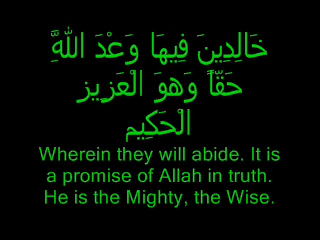 خَالِدِينَ فِيهَا وَعْدَ اللَّهِ
حَقّاً وَهُوَ الْعَزِيز
الْحَكِيم
Wherein they will abide. It is
a promise of Allah in truth.
He is the Mighty, the Wise.